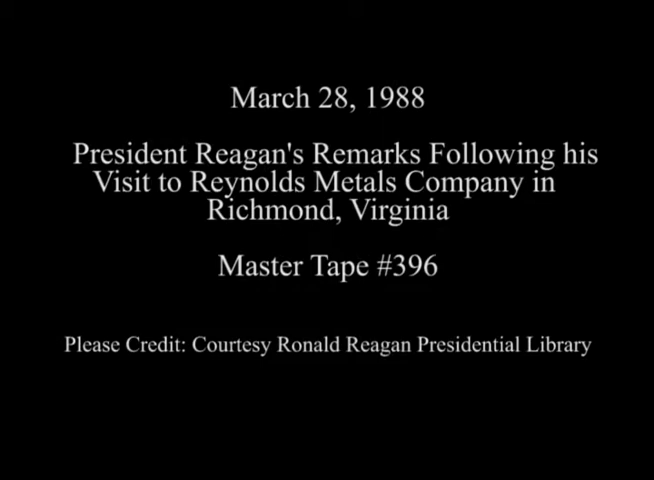 March 28, 1988
President Reagan's Remarks Following his
Visit to Reynolds Metals Company in
Richmond, Virginia
Master Tape #396
Please Credit: Courtesy Ronald Reagan Presidential Library